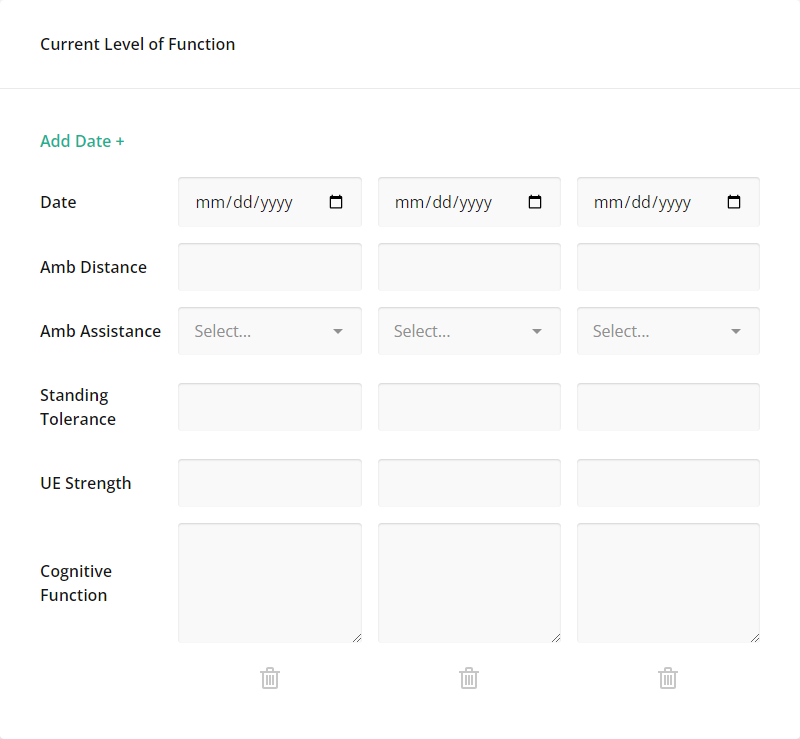 Current Level of Function
Add Date +
Date mm/dd/yyyy mm/dd/yyyy mm/dd/yyyy
Amb Distance
Amb Assistance Select... Select... Select...
Standing
Tolerance
UE Strength
Cognitive
Function